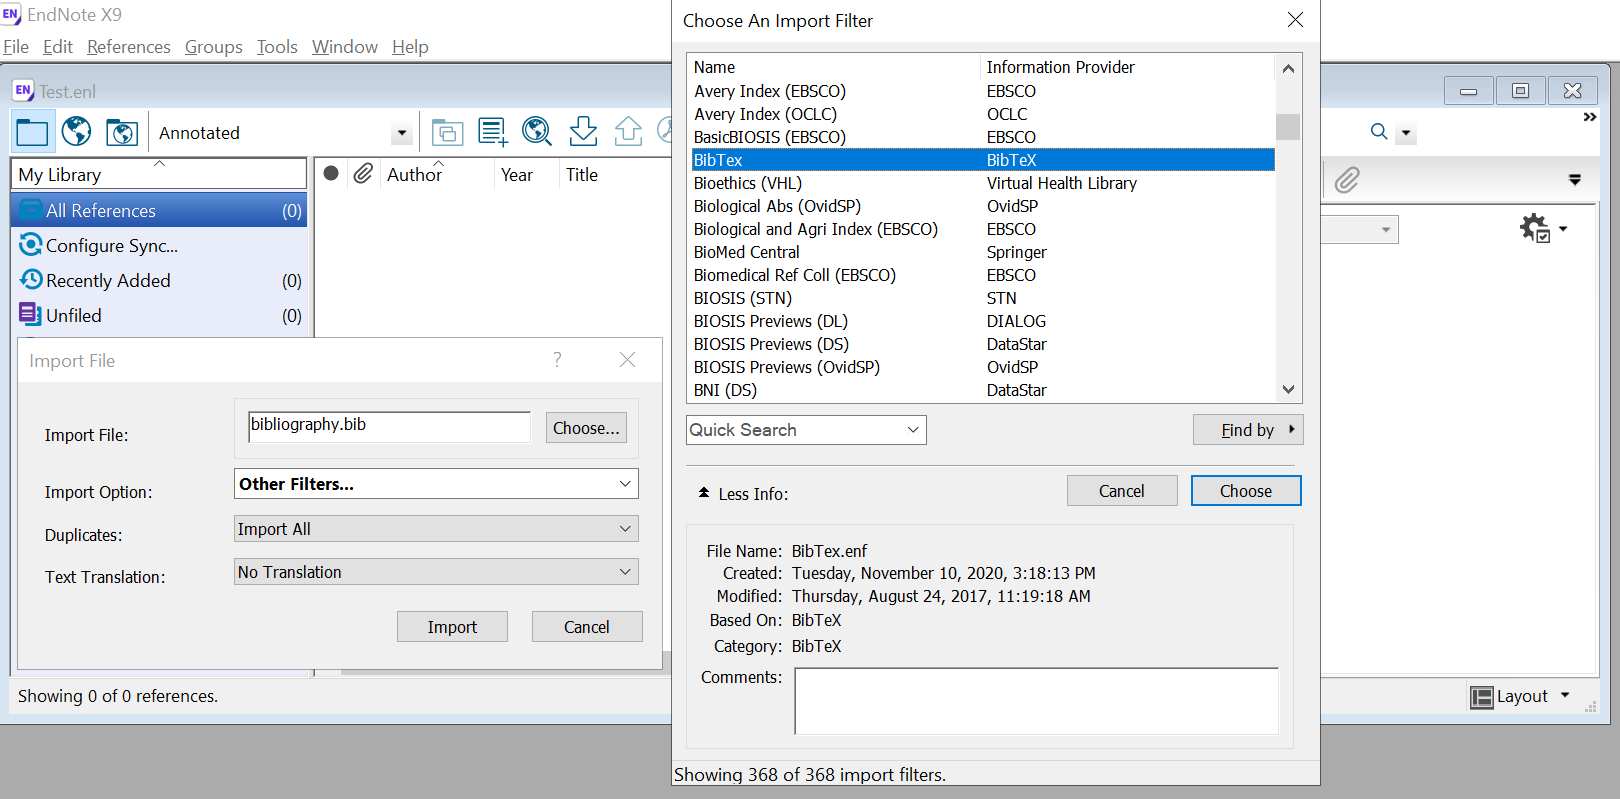 EN EndNote X9
File Edit References Groups Tools Window Help
EN Test.enl
Annotated
My Library
Author Year Title
All References (0)
Configure Sync...
Recently Added (0)
Unfiled (0)
Import File ?
Import File: bibliography.bib Choose...
Import Option: Other Filters...
Duplicates: Import All
Text Translation: No Translation
Import Cancel
Showing 0 of 0 references.
Choose An Import Filter
Name Information Provider
Avery Index (EBSCO) EBSCO
Avery Index (OCLC) OCLC
BasicBIOSIS (EBSCO) EBSCO
BibTex BibTeX
Bioethics (VHL) Virtual Health Library
Biological Abs (OvidSP) OvidSP
Biological and Agri Index (EBSCO) EBSCO
BioMed Central Springer
Biomedical Ref Coll (EBSCO) EBSCO
BIOSIS (STN) STN
BIOSIS Previews (DL) DIALOG
BIOSIS Previews (DS) DataStar
BIOSIS Previews (OvidSP) OvidSP
BNI (DS) DataStar
Quick Search Find by
Less Info: Cancel Choose
File Name: BibTex.enf
Created: Tuesday, November 10, 2020, 3:18:13 PM
Modified: Thursday, August 24, 2017, 11:19:18 AM
Based On: BibTeX
Category: BibTeX
Comments:
Showing 368 of 368 import filters.
Layout